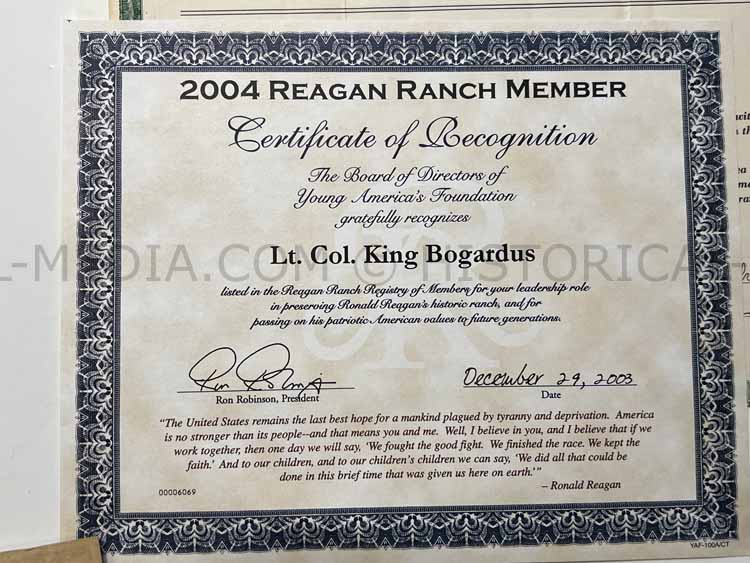 2004 REAGAN RANCH MEMBER
Certificate of Recognition
The Board of Directors of
Young America's Foundation
gratefully recognizes
Lt. Col. King Bogardus
L-MEDIA.COM © HISTORICAL
listed in the Reagan Ranch Registry of Members for your leadership role
in preserving Ronald Reagan's historic ranch, and for
passing on his patriotic American values to future generations.
Ron Robinson
December 29, 2003
Ron Robinson, President
Date
"The United States remains the last best hope for a mankind plagued by tyranny and deprivation. America
is no stronger than its people--and that means you and me. Well, I believe in you, and I believe that if we
work together, then one day we will say, 'We fought the good fight. We finished the race. We kept the
faith.' And to our children, and to our children's children we can say, 'We did all that could be
done in this brief time that was given us here on earth.'"
– Ronald Reagan
00006069
YAF-100A/CT